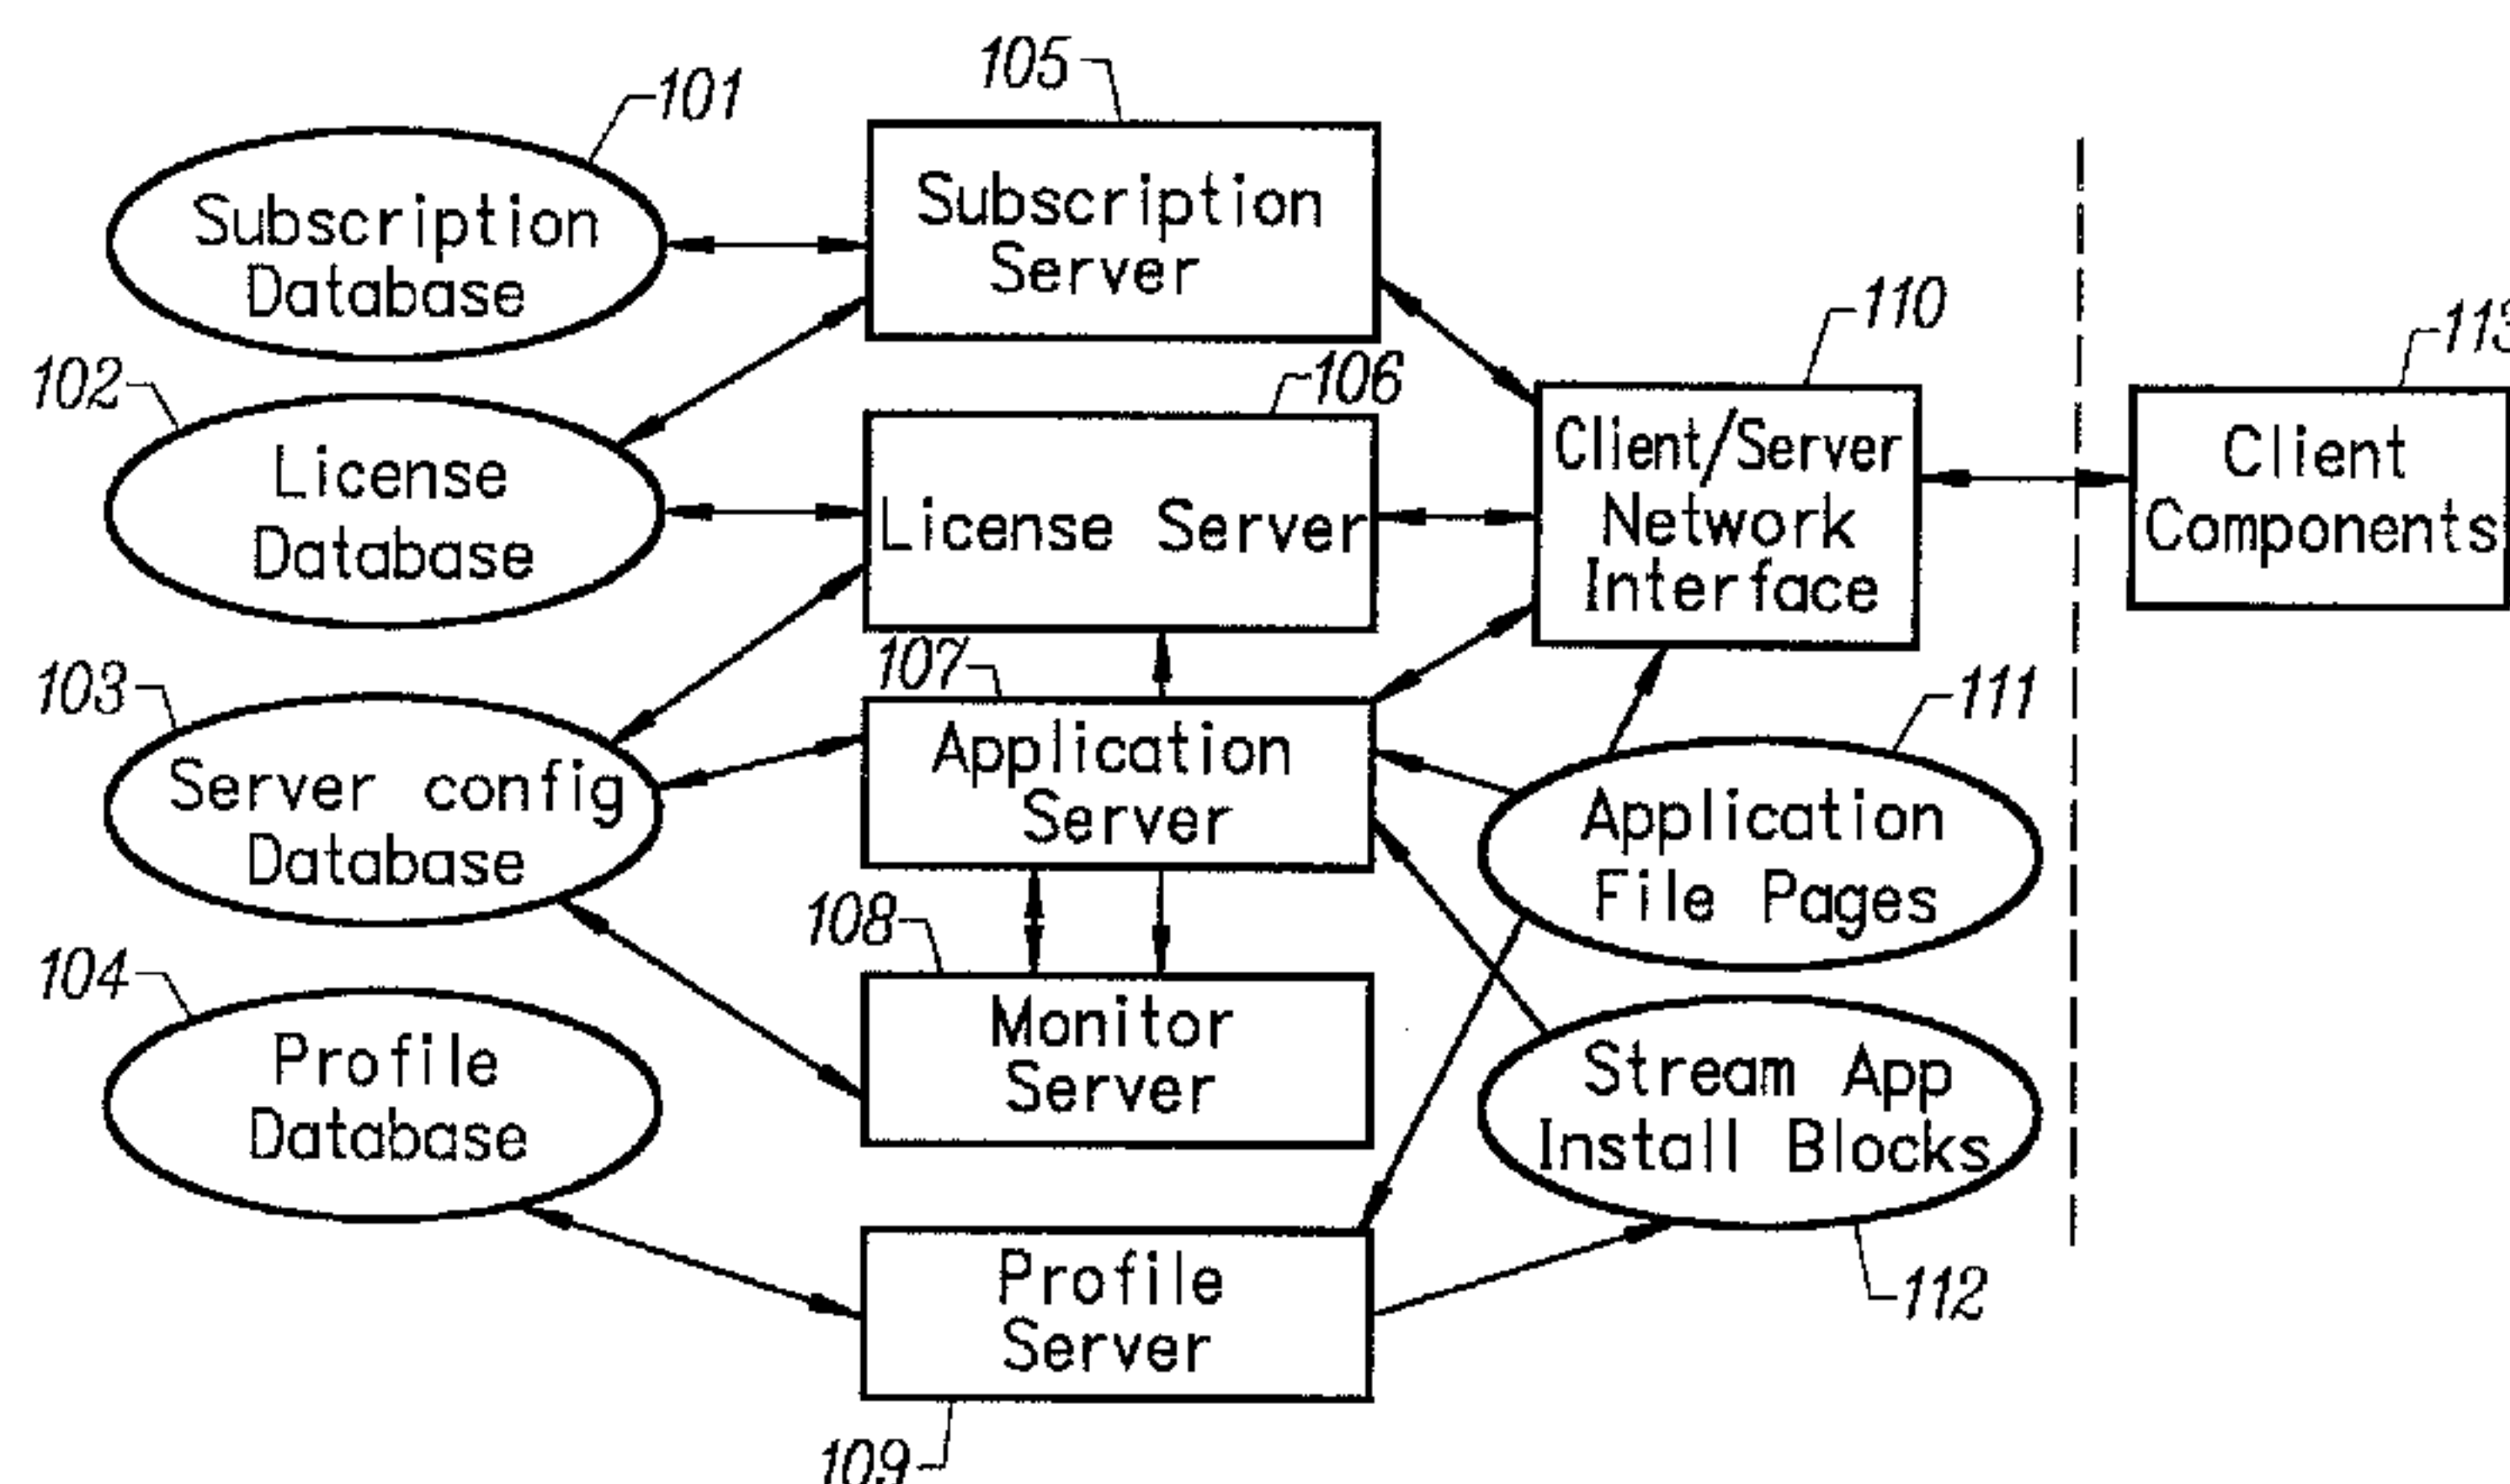 101
Subscription
Database
105
Subscription
Server
102
License
Database
106
License Server
110
Client/Server
Network
Interface
Client
Components
103
Server config
Database
107
Application
Server
111
Application
File Pages
104
Profile
Database
108
Monitor
Server
Stream App
Install Blocks
112
Profile
Server
109